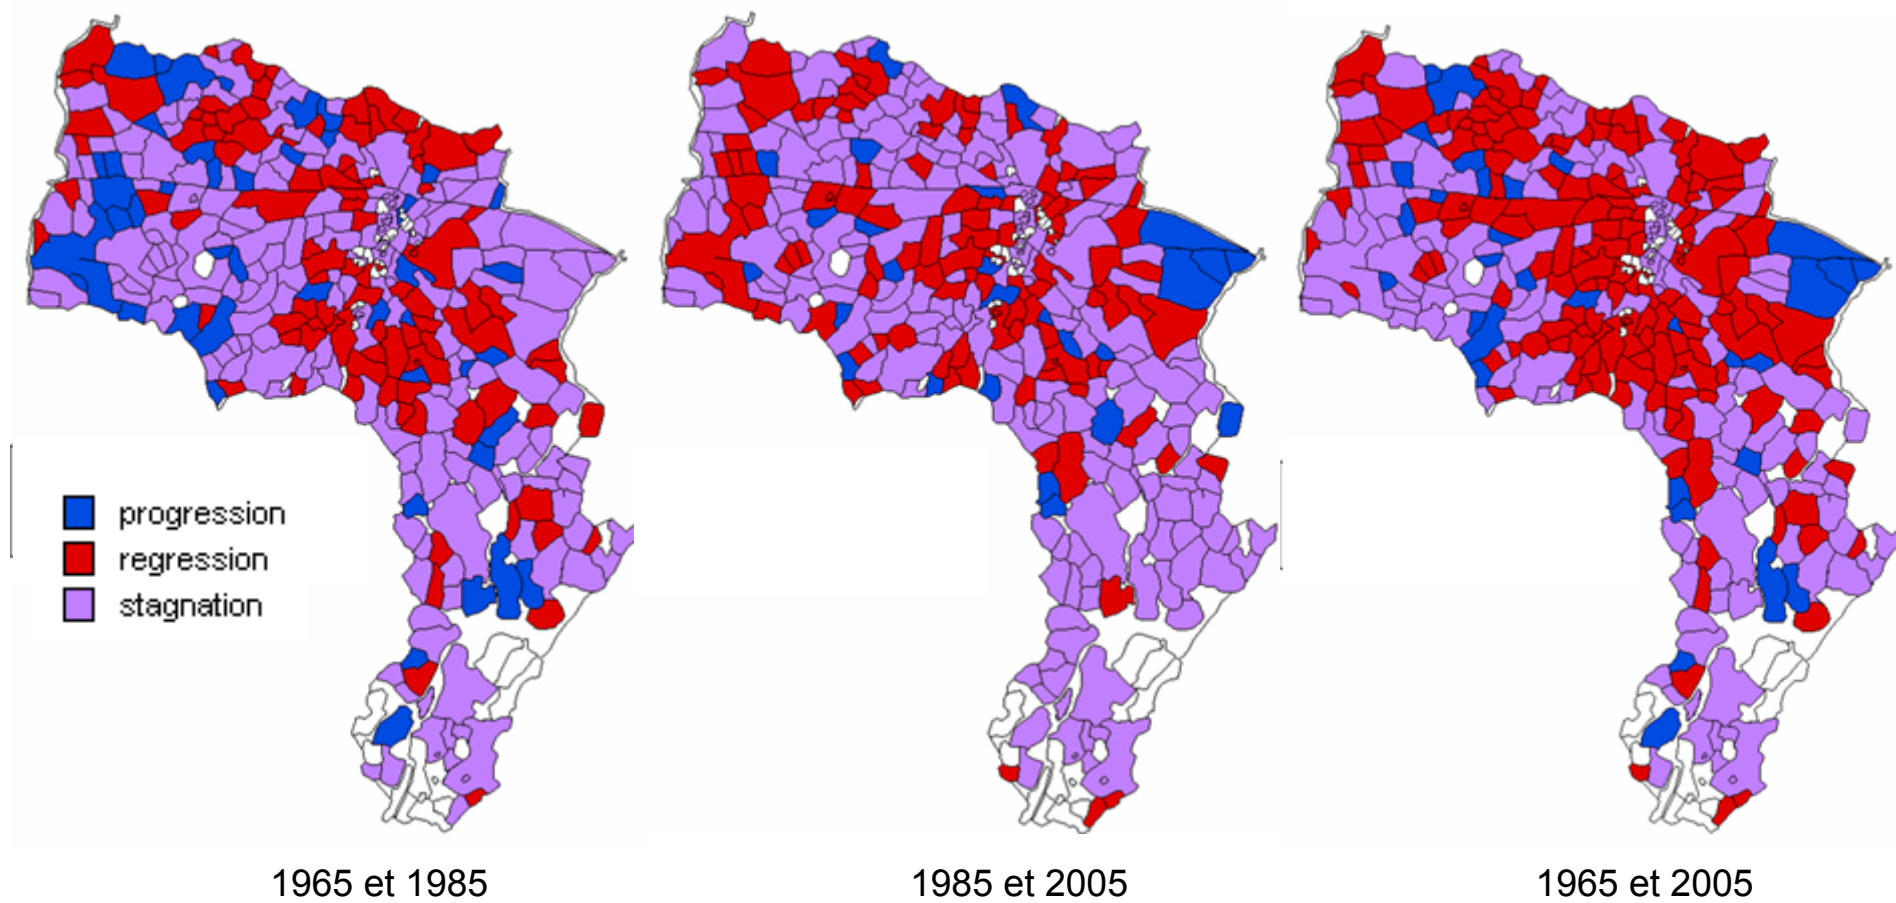 progression
regression
stagnation
1965 et 1985
1985 et 2005
1965 et 2005